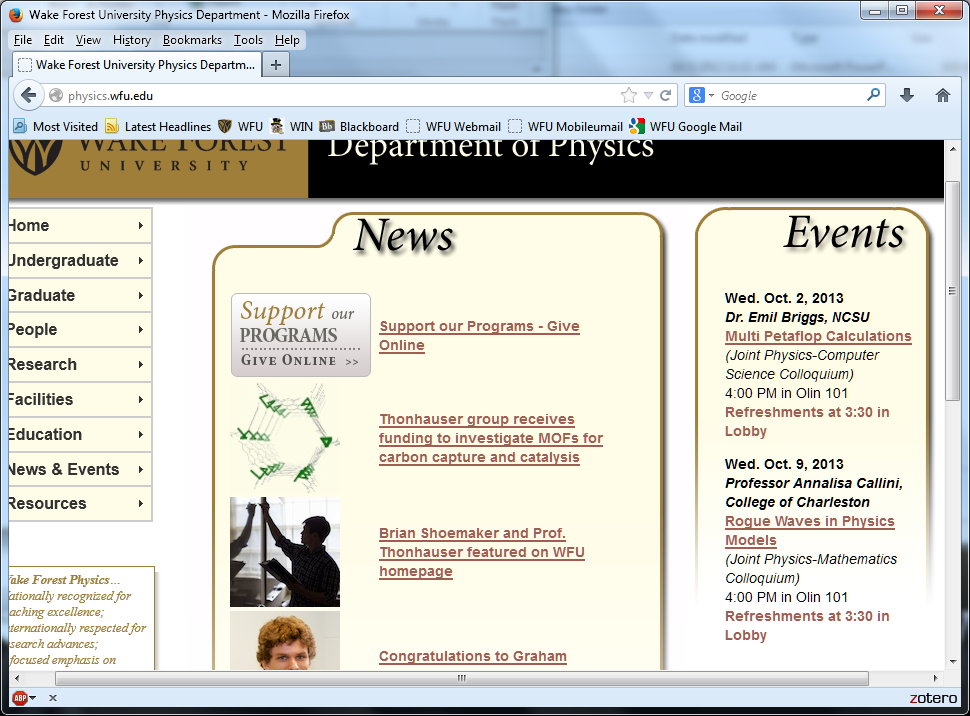 Wake Forest University Physics Department - Mozilla Firefox
File Edit View History Bookmarks Tools Help
Wake Forest University Physics Departm...
physics.wfu.edu
8 Google
Most Visited Latest Headlines WFU WIN Bb Blackboard WFU Webmail WFU Mobileumail WFU Google Mail
WAKE FOREST
UNIVERSITY
Department of Physics
Home
Undergraduate
Graduate
People
Research
Facilities
Education
News & Events
Resources
ake Forest Physics...
ationally recognized for
aching excellence;
ternationally respected for
search advances;
focused emphasis on
News
Support our
PROGRAMS
GIVE ONLINE >>
Support our Programs - Give
Online
Thonhauser group receives
funding to investigate MOFs for
carbon capture and catalysis
Brian Shoemaker and Prof.
Thonhauser featured on WFU
homepage
Congratulations to Graham
Events
Wed. Oct. 2, 2013
Dr. Emil Briggs, NCSU
Multi Petaflop Calculations
(Joint Physics-Computer
Science Colloquium)
4:00 PM in Olin 101
Refreshments at 3:30 in
Lobby
Wed. Oct. 9, 2013
Professor Annalisa Callini,
College of Charleston
Rogue Waves in Physics
Models
(Joint Physics-Mathematics
Colloquium)
4:00 PM in Olin 101
Refreshments at 3:30 in
Lobby
ABP
zotero